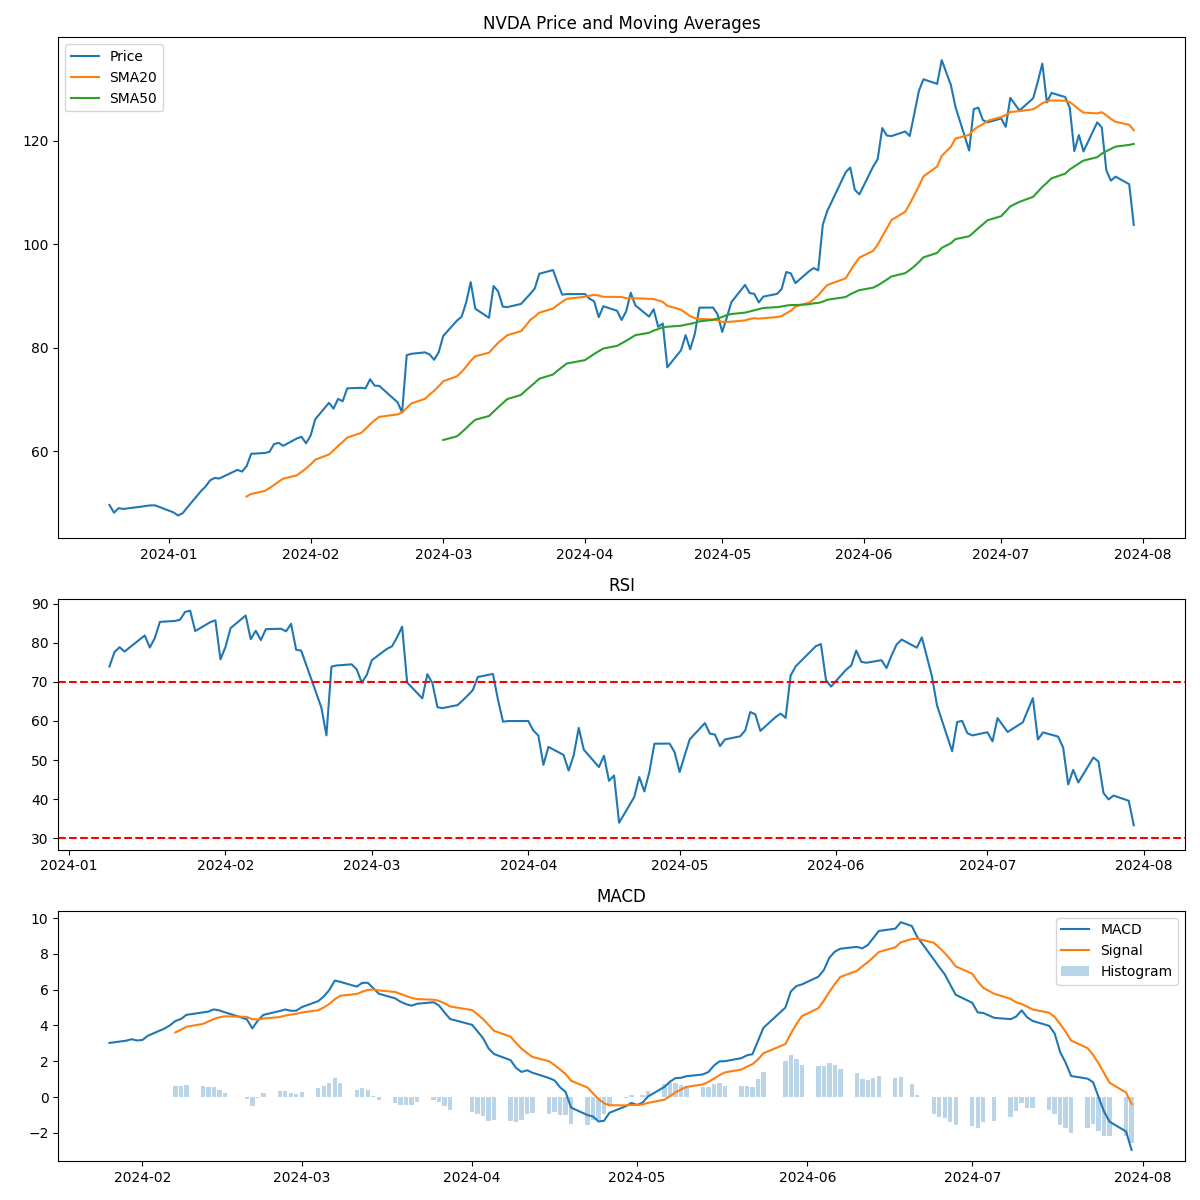 NVDA Price and Moving Averages
Price
SMA20
SMA50
120
100
80
60
2024-01 2024-02 2024-03 2024-04 2024-05 2024-06 2024-07 2024-08
RSI
90
80
70
60
50
40
30
2024-01 2024-02 2024-03 2024-04 2024-05 2024-06 2024-07 2024-08
MACD
MACD
Signal
Histogram
10
8
6
4
2
0
−2
2024-02 2024-03 2024-04 2024-05 2024-06 2024-07 2024-08